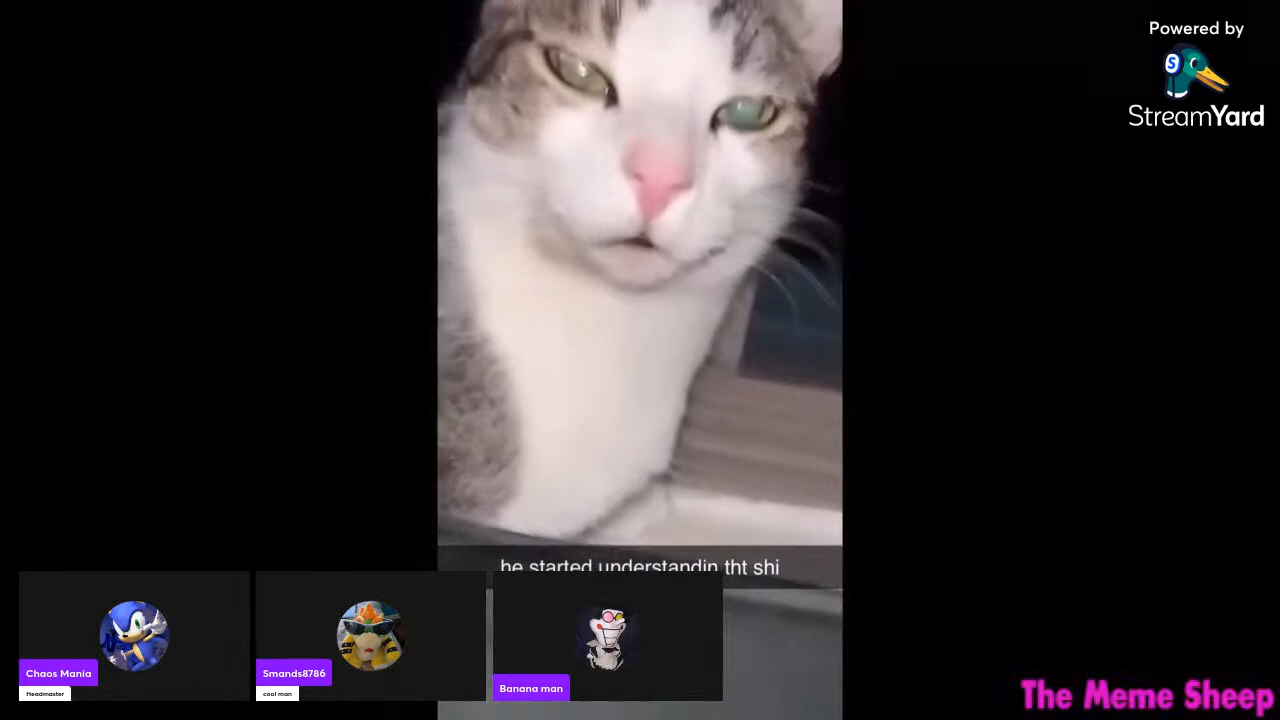 Powered by
StreamYard
he started understandin tht shi
Chaos Mania
Headmaster
Smands8786
cool man
Banana man
The Meme Sheep